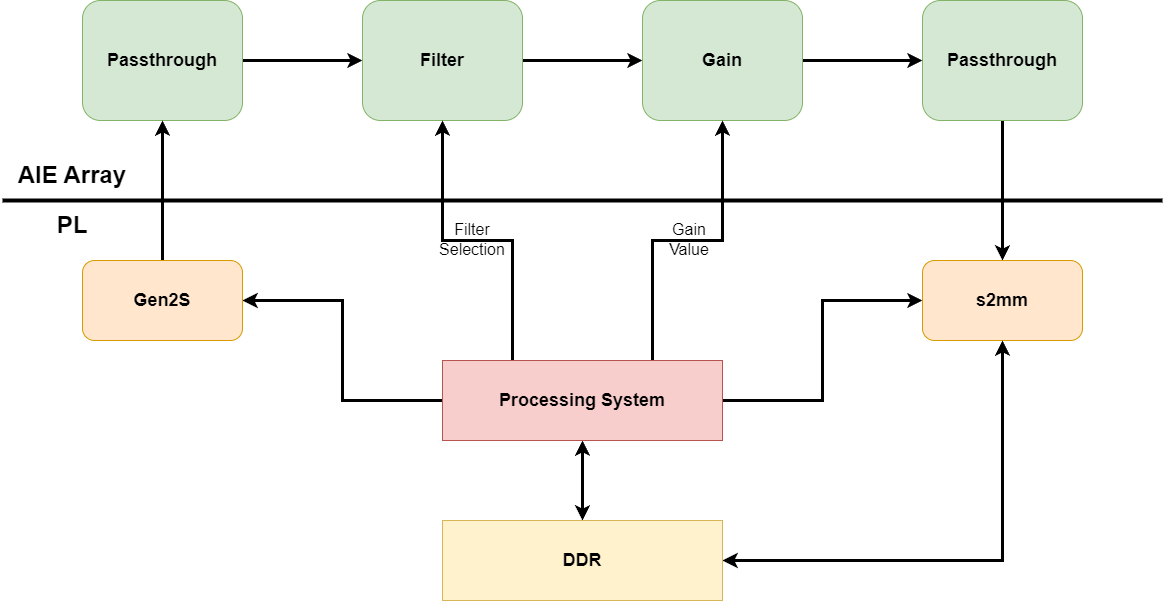 Passthrough
Filter
Gain
Passthrough
AIE Array
PL
Filter
Selection
Gain
Value
Gen2S
s2mm
Processing System
DDR